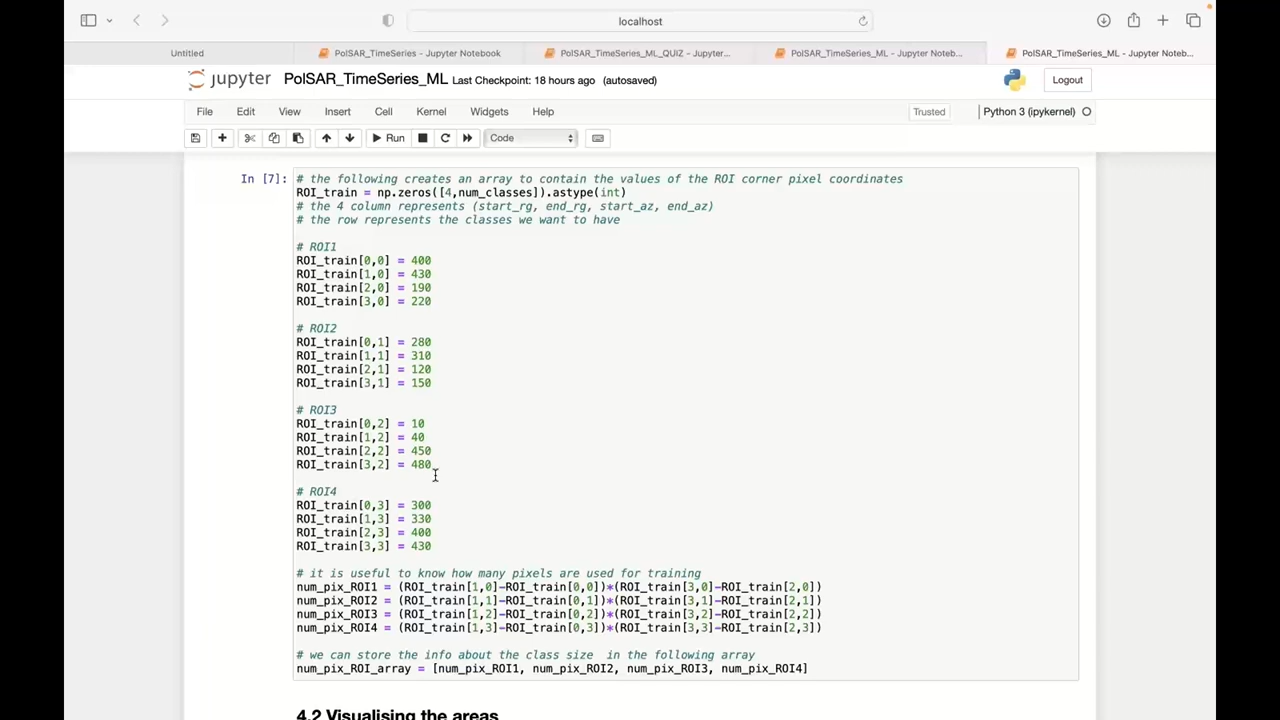 localhost
Untitled
PolSAR_TimeSeries - Jupyter Notebook
PolSAR_TimeSeries_ML_QUIZ - Jupyter...
PolSAR_TimeSeries_ML - Jupyter Noteb...
PolSAR_TimeSeries_ML - Jupyter Noteb...
jupyter PolSAR_TimeSeries_ML Last Checkpoint: 18 hours ago (autosaved)
Logout
File Edit View Insert Cell Kernel Widgets Help
Trusted
Python 3 (ipykernel)
Run
Code
In [7]:
# the following creates an array to contain the values of the ROI corner pixel coordinates
ROI_train = np.zeros([4,num_classes]).astype(int)
# the 4 column represents (start_rg, end_rg, start_az, end_az)
# the row represents the classes we want to have
# ROI1
ROI_train[0,0] = 400
ROI_train[1,0] = 430
ROI_train[2,0] = 190
ROI_train[3,0] = 220
# ROI2
ROI_train[0,1] = 280
ROI_train[1,1] = 310
ROI_train[2,1] = 120
ROI_train[3,1] = 150
# ROI3
ROI_train[0,2] = 10
ROI_train[1,2] = 40
ROI_train[2,2] = 450
ROI_train[3,2] = 480
# ROI4
ROI_train[0,3] = 300
ROI_train[1,3] = 330
ROI_train[2,3] = 400
ROI_train[3,3] = 430
# it is useful to know how many pixels are used for training
num_pix_ROI1 = (ROI_train[1,0]-ROI_train[0,0])*(ROI_train[3,0]-ROI_train[2,0])
num_pix_ROI2 = (ROI_train[1,1]-ROI_train[0,1])*(ROI_train[3,1]-ROI_train[2,1])
num_pix_ROI3 = (ROI_train[1,2]-ROI_train[0,2])*(ROI_train[3,2]-ROI_train[2,2])
num_pix_ROI4 = (ROI_train[1,3]-ROI_train[0,3])*(ROI_train[3,3]-ROI_train[2,3])
# we can store the info about the class size  in the following array
num_pix_ROI_array = [num_pix_ROI1, num_pix_ROI2, num_pix_ROI3, num_pix_ROI4]
4.2 Visualising the areas